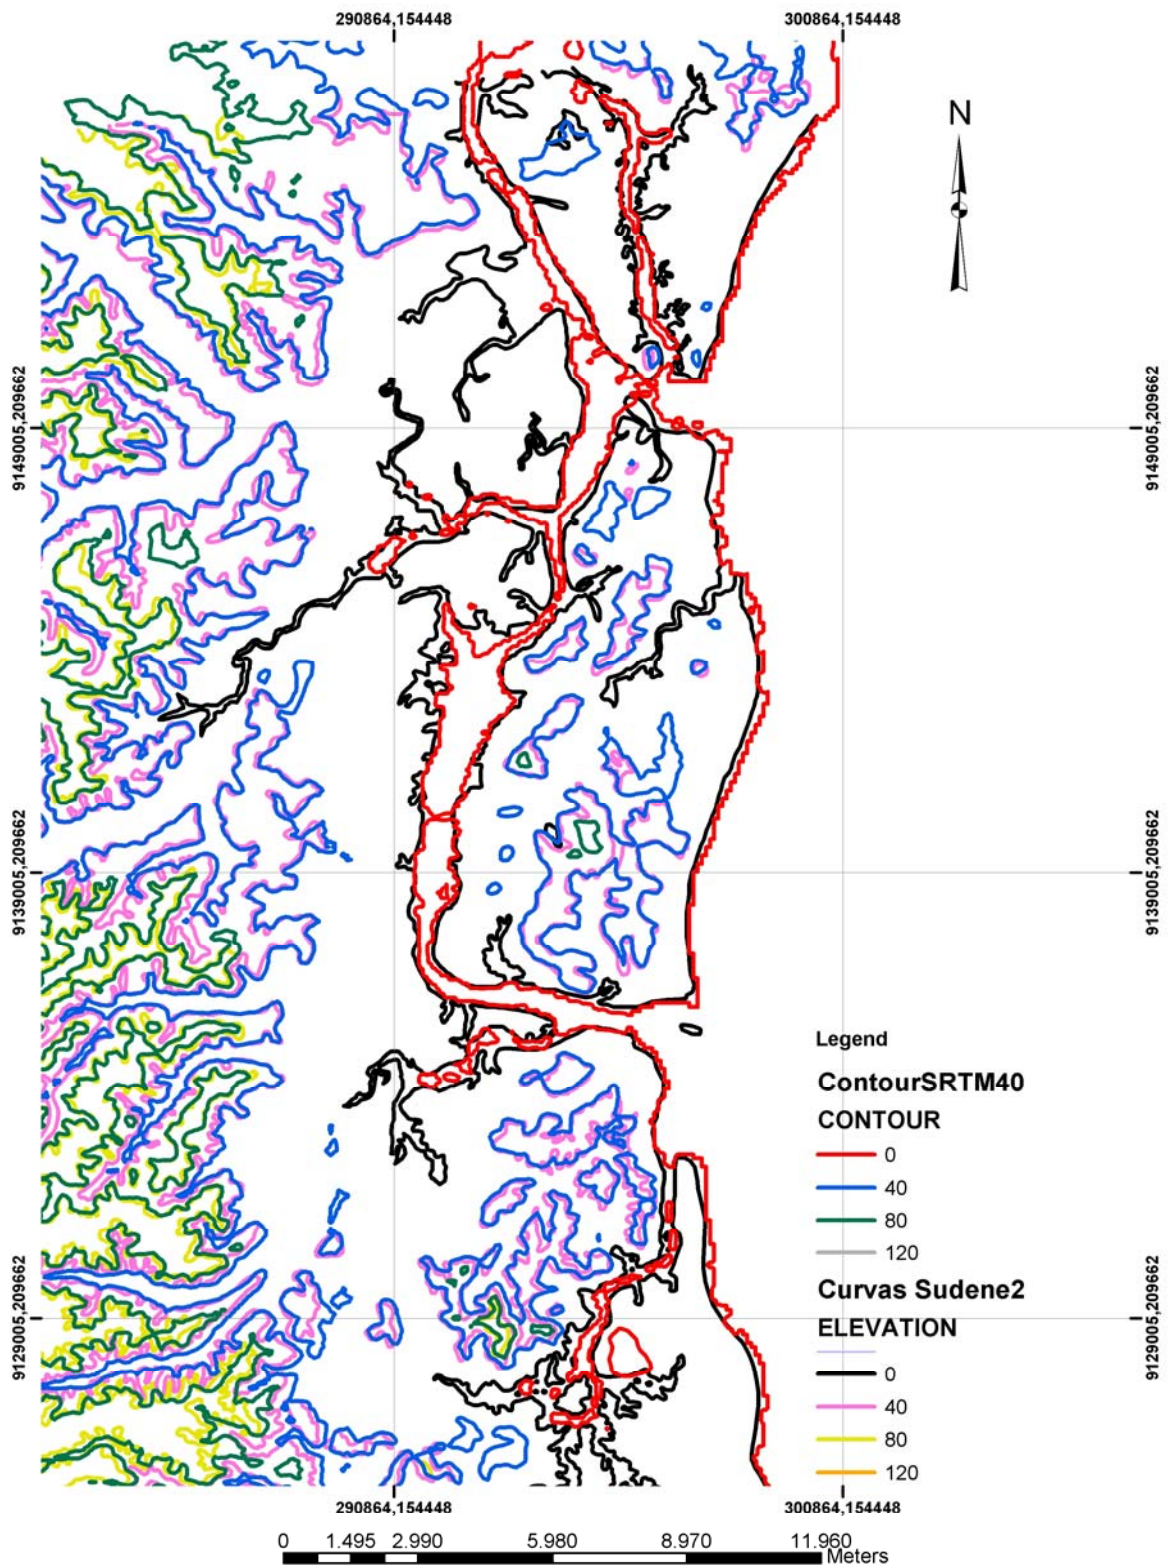 290864,154448 300864,154448
N
9149005,209662 9149005,209662
9139005,209662 9139005,209662
Legend
ContourSRTM40
CONTOUR
0
40
80
120
Curvas Sudene2
ELEVATION
0
40
80
120
9129005,209662 9129005,209662
290864,154448 300864,154448
0 1.495 2.990 5.980 8.970 11.960
Meters